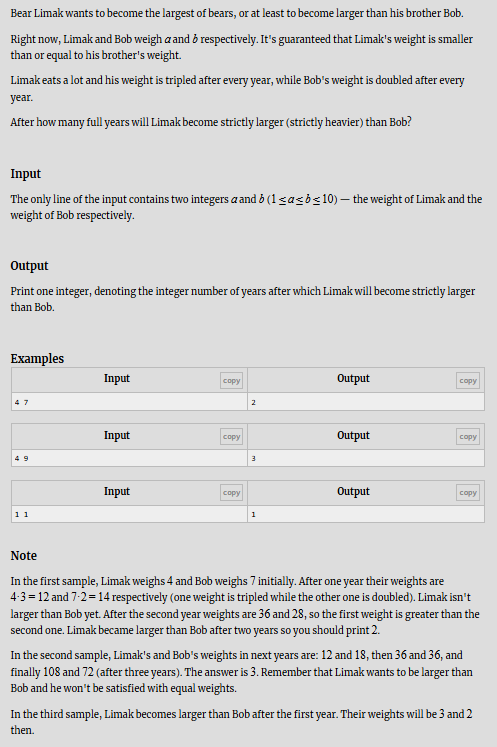 Bear Limak wants to become the largest of bears, or at least to become larger than his brother Bob.
Right now, Limak and Bob weigh a and b respectively. It's guaranteed that Limak's weight is smaller
than or equal to his brother's weight.
Limak eats a lot and his weight is tripled after every year, while Bob's weight is doubled after every
year.
After how many full years will Limak become strictly larger (strictly heavier) than Bob?
Input
The only line of the input contains two integers a and b (1 ≤ a ≤ b ≤ 10) — the weight of Limak and the
weight of Bob respectively.
Output
Print one integer, denoting the integer number of years after which Limak will become strictly larger
than Bob.
Examples
Input copy Output copy
4 7 2
Input copy Output copy
4 9 3
Input copy Output copy
1 1 1
Note
In the first sample, Limak weighs 4 and Bob weighs 7 initially. After one year their weights are
4·3 = 12 and 7·2 = 14 respectively (one weight is tripled while the other one is doubled). Limak isn't
larger than Bob yet. After the second year weights are 36 and 28, so the first weight is greater than the
second one. Limak became larger than Bob after two years so you should print 2.
In the second sample, Limak's and Bob's weights in next years are: 12 and 18, then 36 and 36, and
finally 108 and 72 (after three years). The answer is 3. Remember that Limak wants to be larger than
Bob and he won't be satisfied with equal weights.
In the third sample, Limak becomes larger than Bob after the first year. Their weights will be 3 and 2
then.